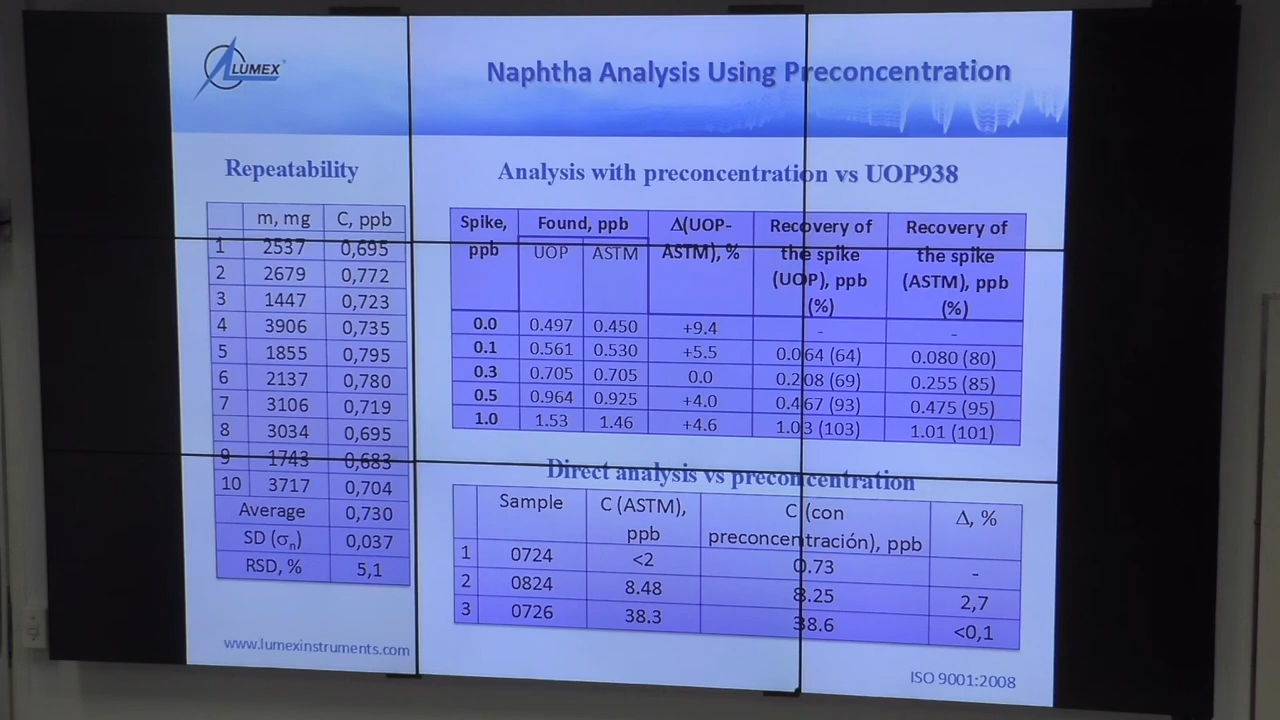 LUMEX
Naphtha Analysis Using Preconcentration
Repeatability
m, mg C, ppb
1 2537 0,695
2 2679 0,772
3 1447 0,723
4 3906 0,735
5 1855 0,795
6 2137 0,780
7 3106 0,719
8 3034 0,695
9 1743 0,683
10 3717 0,704
Average 0,730
SD (σn) 0,037
RSD, % 5,1
www.lumexinstruments.com
Analysis with preconcentration vs UOP938
Spike, Found, ppb Δ(UOP- Recovery of Recovery of
ppb UOP ASTM ASTM), % the spike the spike
(UOP), ppb (ASTM), ppb
(%) (%)
0.0 0.497 0.450 +9.4 - -
0.1 0.561 0.530 +5.5 0.064 (64) 0.080 (80)
0.3 0.705 0.705 0.0 0.208 (69) 0.255 (85)
0.5 0.964 0.925 +4.0 0.467 (93) 0.475 (95)
1.0 1.53 1.46 +4.6 1.03 (103) 1.01 (101)
Direct analysis vs preconcentration
Sample C (ASTM), C (con Δ, %
ppb preconcentración), ppb
1 0724 <2 0.73 -
2 0824 8.48 8.25 2,7
3 0726 38.3 38.6 <0,1
ISO 9001:2008